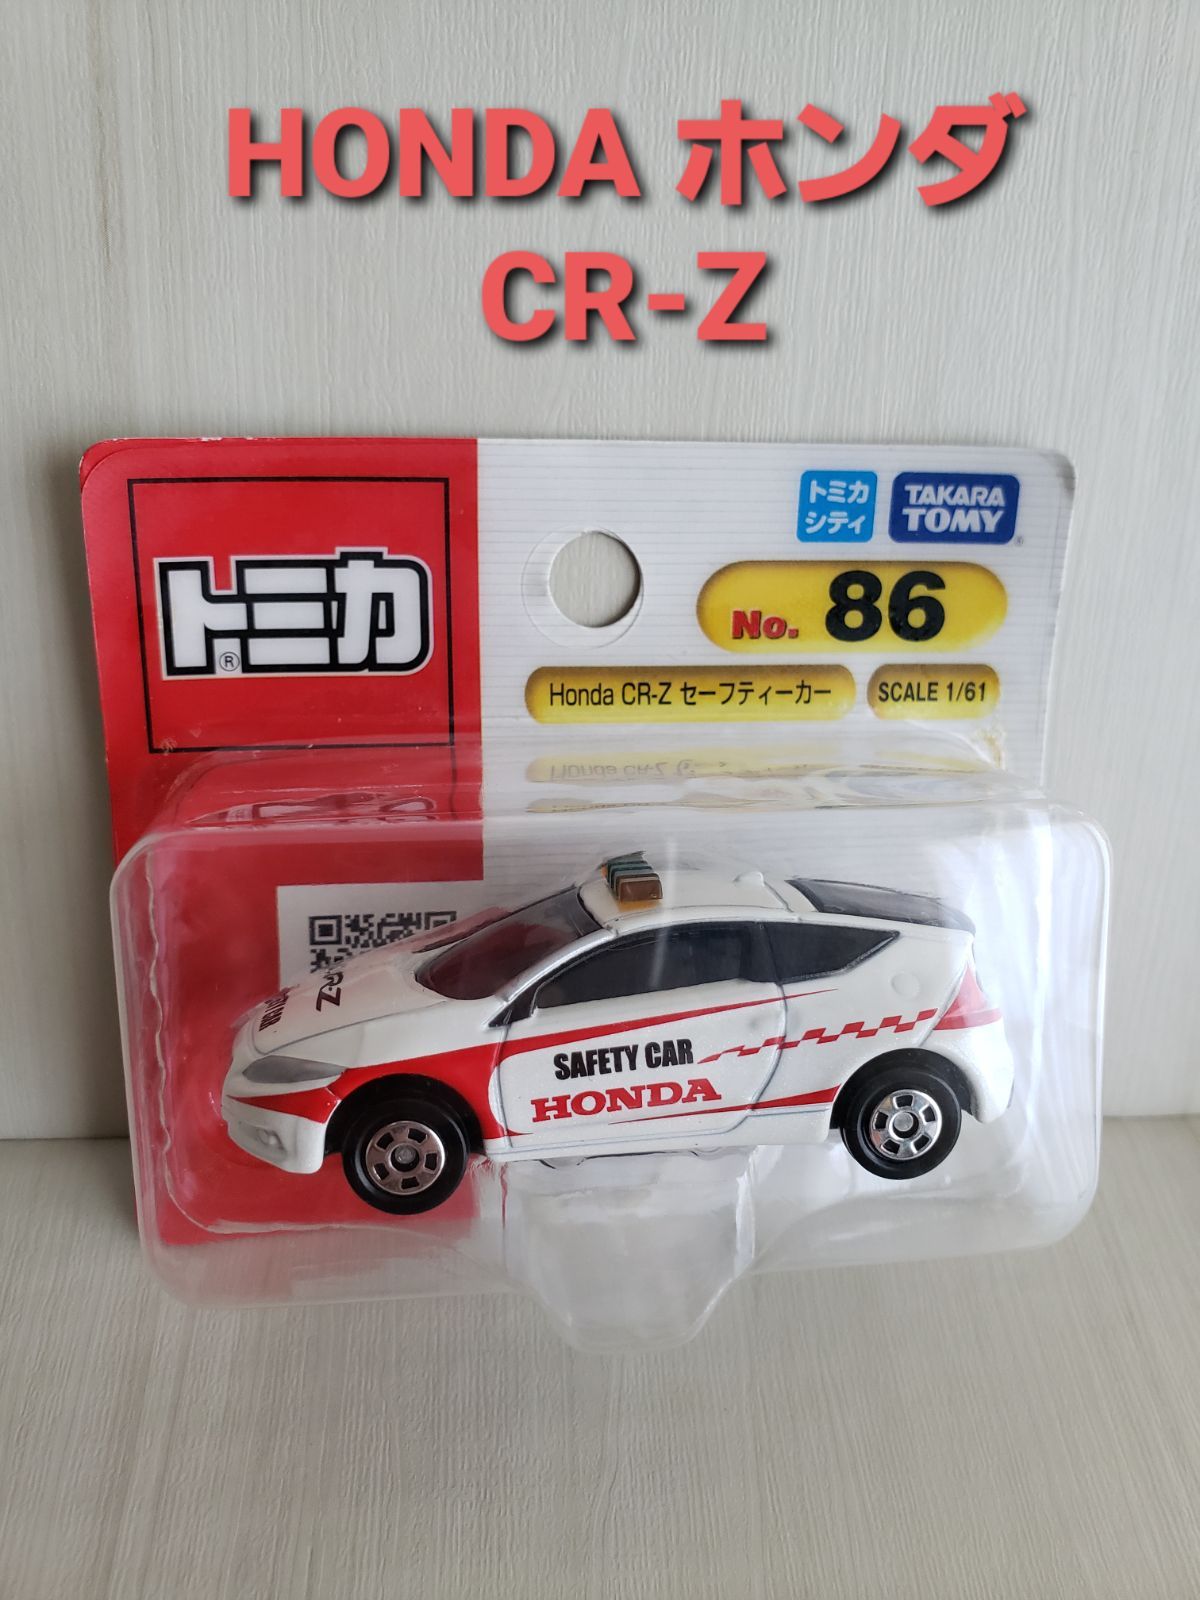 HONDA ホンダ
CR-Z
トミカ
®
トミカ
シティ
TAKARA
TOMY
No. 86
Honda CR-Z セーフティーカー
SCALE 1/61
CR-Z
SAFETY CAR
HONDA